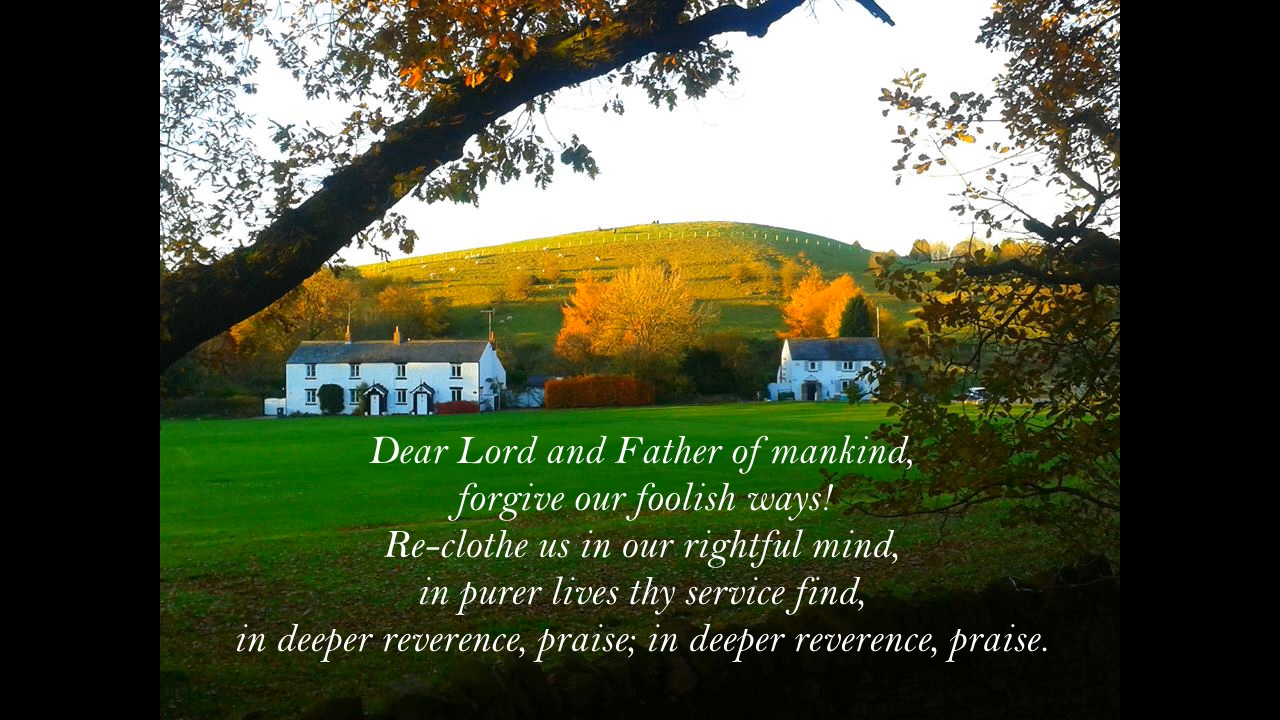 Dear Lord and Father of mankind,
forgive our foolish ways!
Re-clothe us in our rightful mind,
in purer lives thy service find,
in deeper reverence, praise; in deeper reverence, praise.